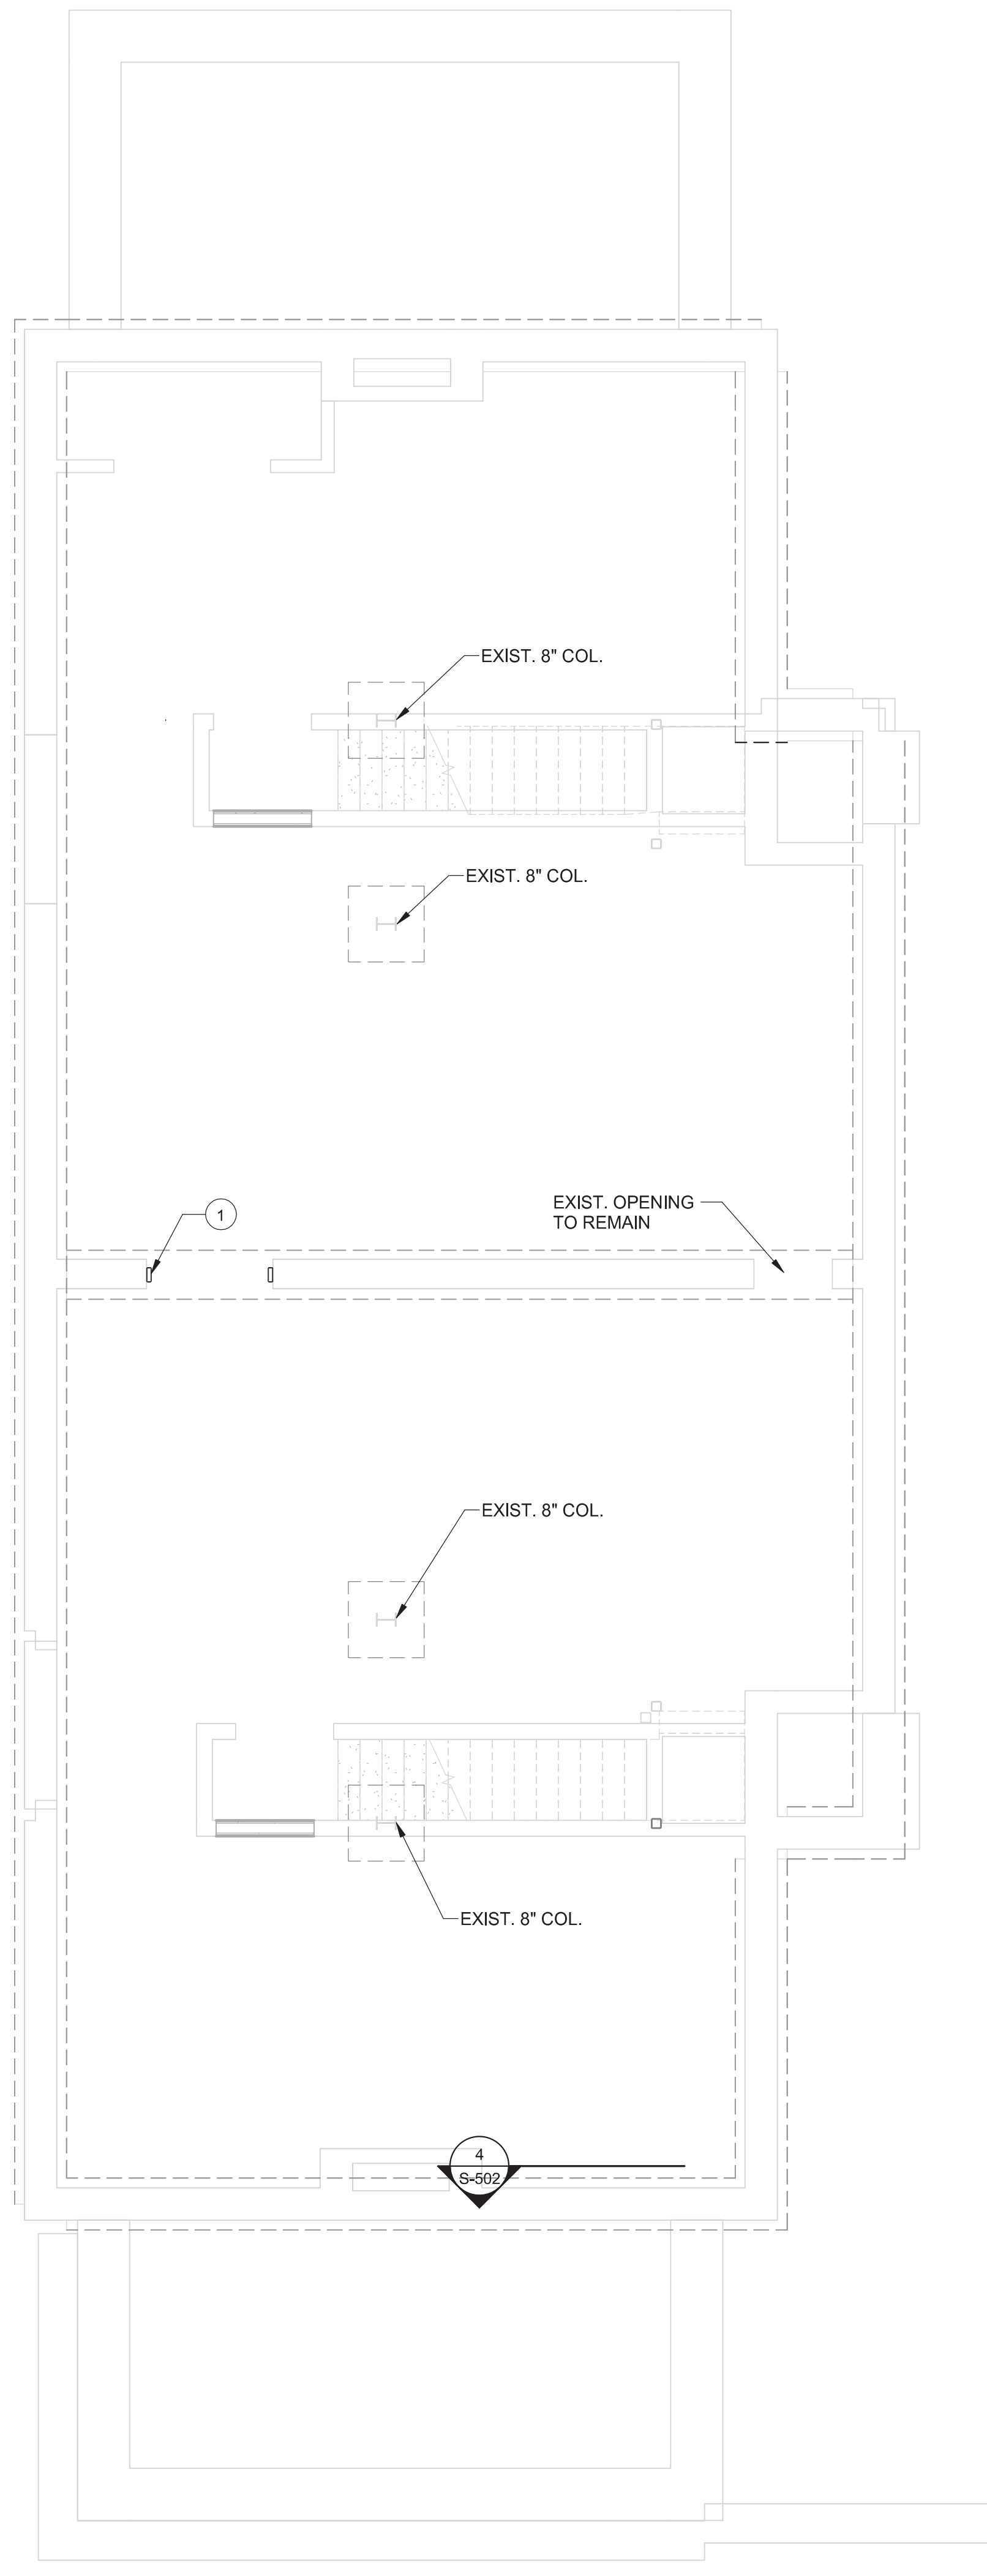 EXIST. 8" COL.
EXIST. 8" COL.
1
EXIST. OPENING
TO REMAIN
EXIST. 8" COL.
EXIST. 8" COL.
4
S-502